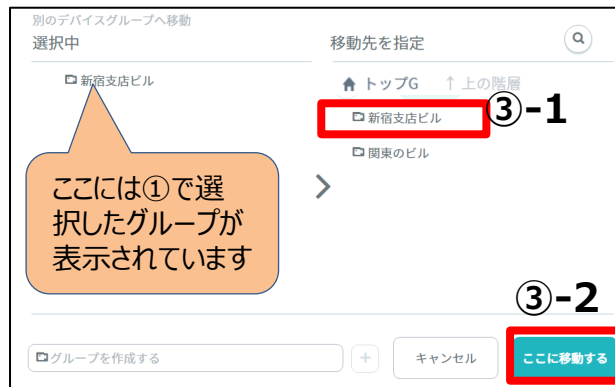 別のデバイスグループへ移動
選択中
移動先を指定
新宿支店ビル
トップG ↑上の階層
新宿支店ビル
③-1
関東のビル
ここには①で選
択したグループが
表示されています
③-2
グループを作成する
+
キャンセル
ここに移動する